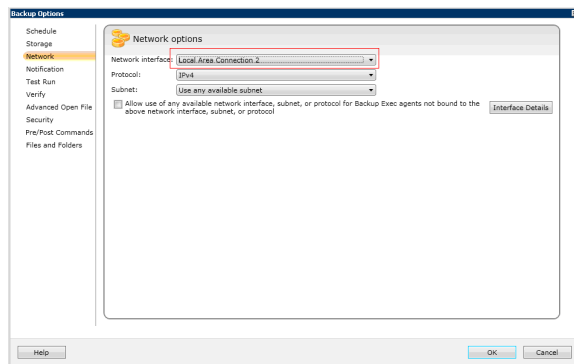 Backup Options
Schedule
Storage
Network
Notification
Test Run
Verify
Advanced Open File
Security
Pre/Post Commands
Files and Folders
Network options
Network interface: Local Area Connection 2
Protocol: IPv4
Subnet: Use any available subnet
Allow use of any available network interface, subnet, or protocol for Backup Exec agents not bound to the
above network interface, subnet, or protocol
Interface Details
Help
OK
Cancel